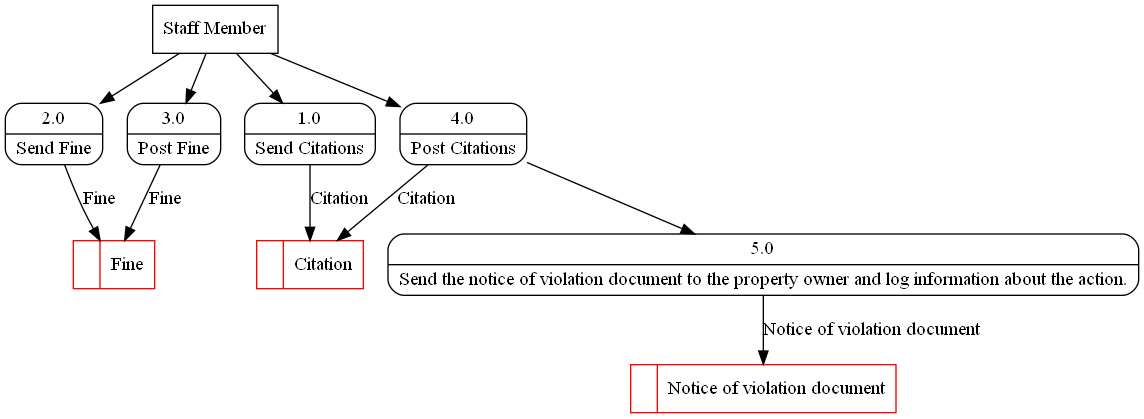 Staff Member
2.0
Send Fine
3.0
Post Fine
1.0
Send Citations
4.0
Post Citations
Fine
Fine
Citation
Citation
Fine
Citation
5.0
Send the notice of violation document to the property owner and log information about the action.
Notice of violation document
Notice of violation document